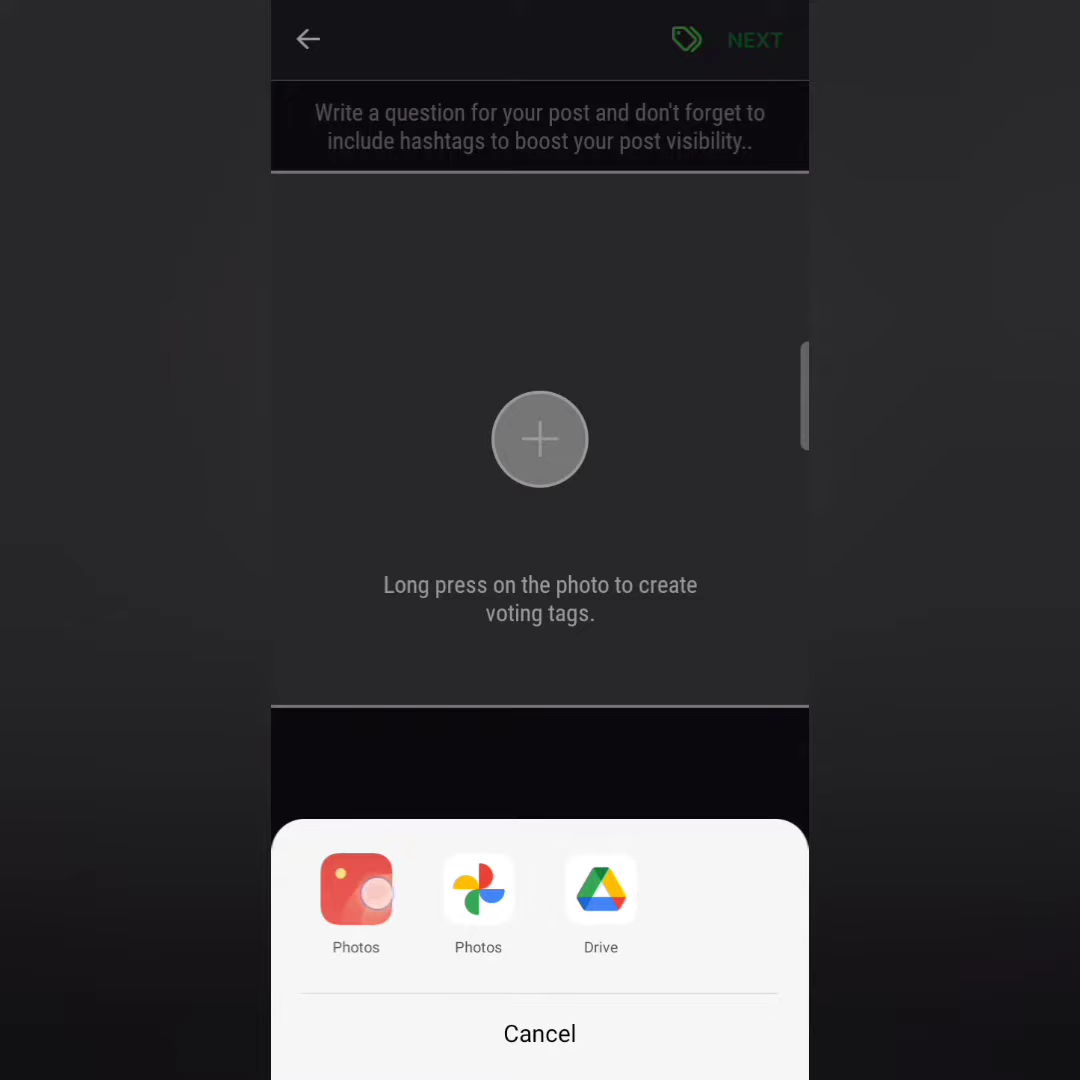 NEXT
Write a question for your post and don't forget to
include hashtags to boost your post visibility..
Long press on the photo to create
voting tags.
Photos
Photos
Drive
Cancel